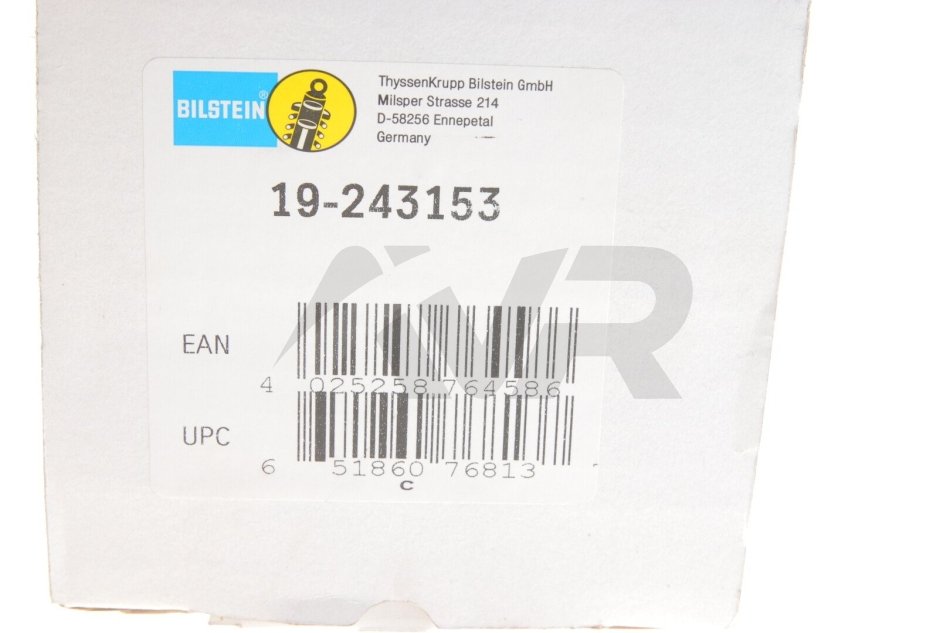 BILSTEIN®
ThyssenKrupp Bilstein GmbH
Milsper Strasse 214
D-58256 Ennepetal
Germany
19-243153
AVR
EAN
4 025258 764586
UPC
6 51860 76813
C